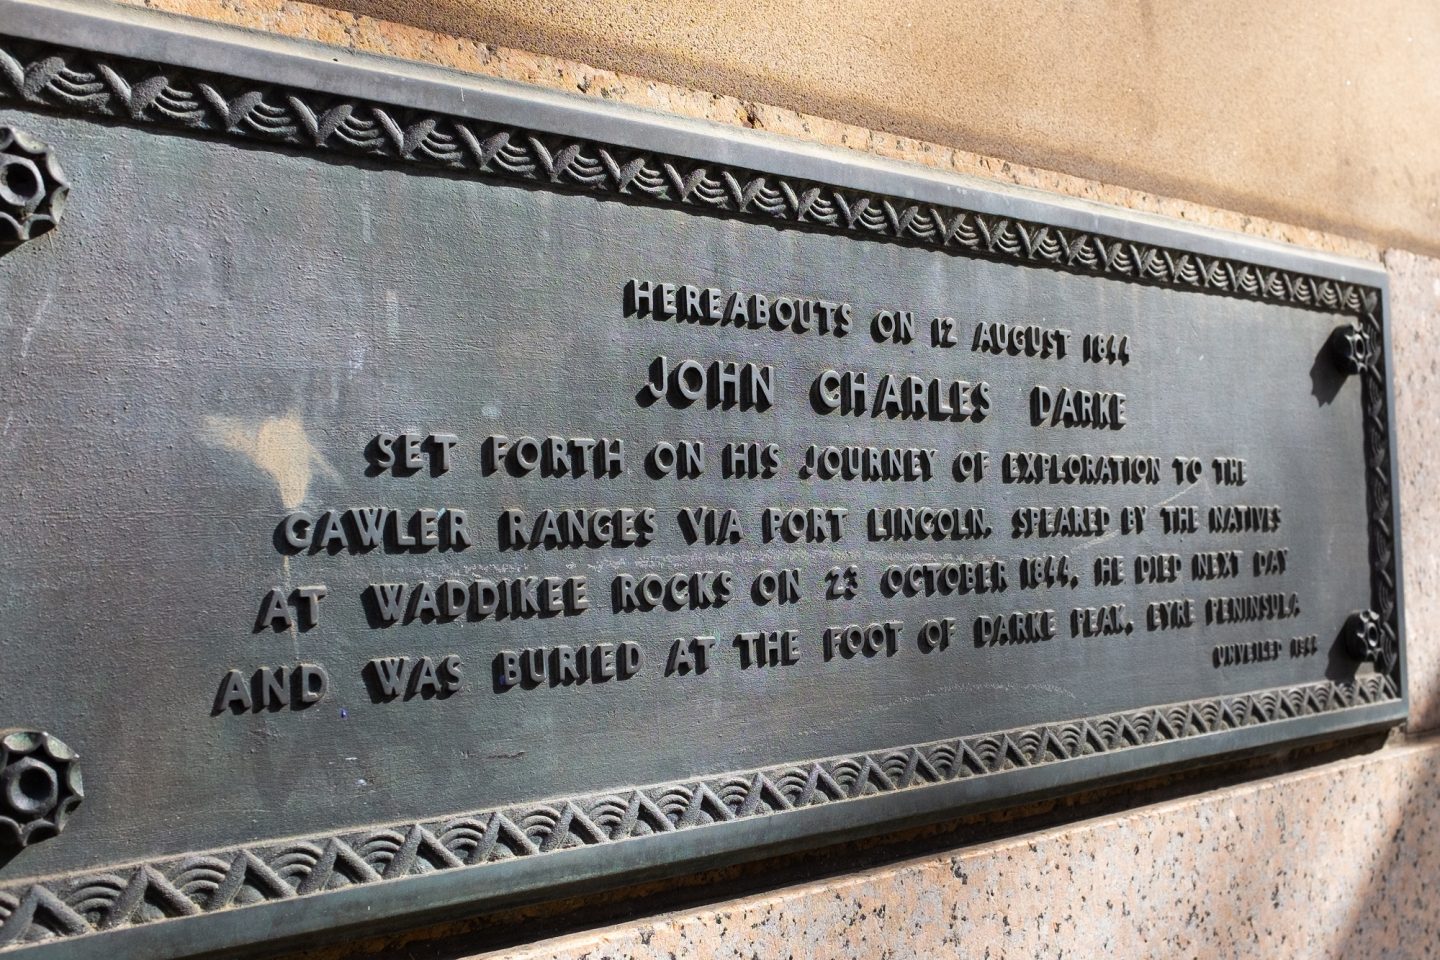 HEREABOUTS ON 12 AUGUST 1844
JOHN CHARLES DARKE
SET FORTH ON HIS JOURNEY OF EXPLORATION TO THE
GAWLER RANGES VIA PORT LINCOLN. SPEARED BY THE NATIVES
AT WADDIKEE ROCKS ON 23 OCTOBER 1844, HE DIED NEXT DAY
AND WAS BURIED AT THE FOOT OF DARKE PEAK, EYRE PENINSULA
UNVEILED 1944